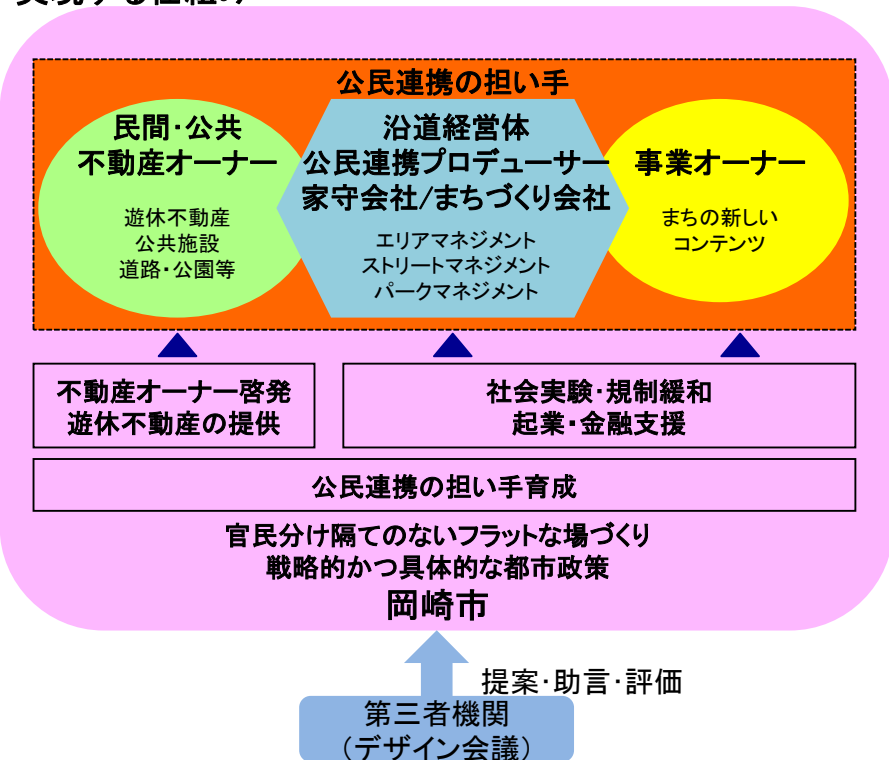 公民連携の担い手
民間・公共
不動産オーナー
遊休不動産
公共施設
道路・公園等
沿道経営体
公民連携プロデューサー
家守会社/まちづくり会社
エリアマネジメント
ストリートマネジメント
パークマネジメント
事業オーナー
まちの新しい
コンテンツ
不動産オーナー啓発
遊休不動産の提供
社会実験・規制緩和
起業・金融支援
公民連携の担い手育成
官民分け隔てのないフラットな場づくり
戦略的かつ具体的な都市政策
岡崎市
提案・助言・評価
第三者機関
(デザイン会議)